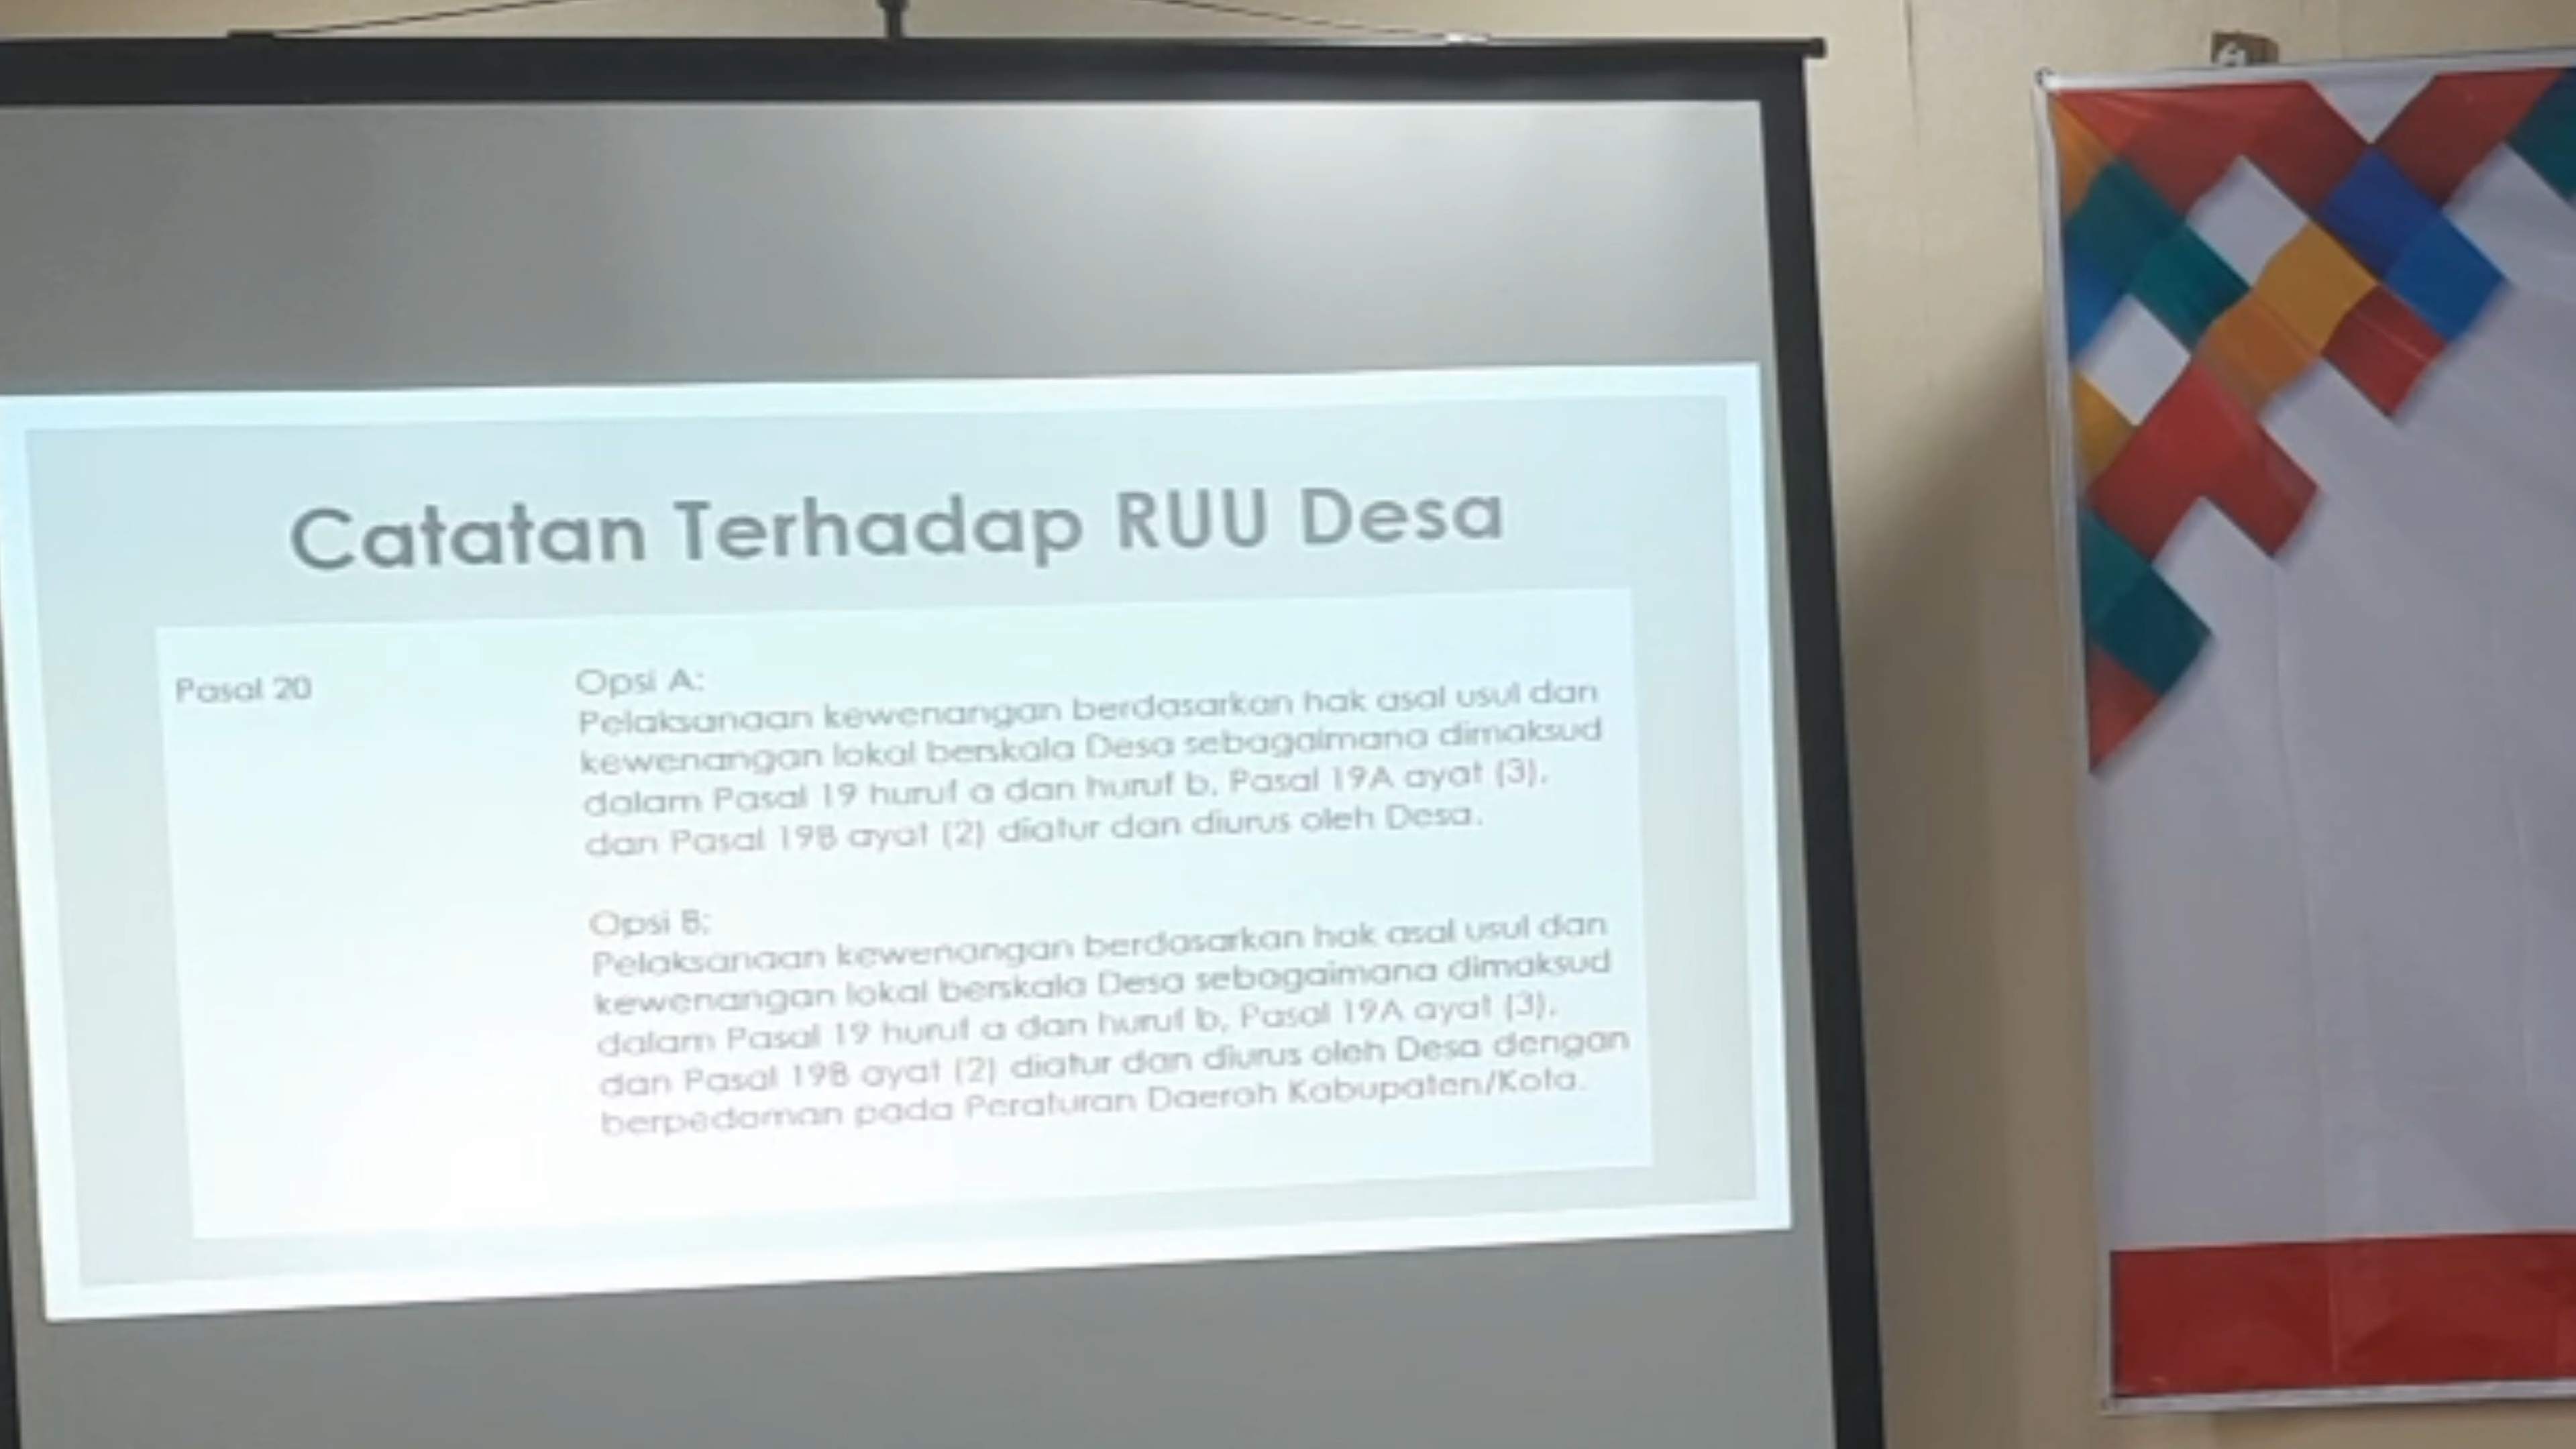 Catatan Terhadap RUU Desa
Pasal 20
Opsi A:
Pelaksanaan kewenangan berdasarkan hak asal usul dan
kewenangan lokal berskala Desa sebagaimana dimaksud
dalam Pasal 19 huruf a dan huruf b, Pasal 19A ayat (3),
dan Pasal 19B ayat (2) diatur dan diurus oleh Desa.
Opsi B:
Pelaksanaan kewenangan berdasarkan hak asal usul dan
kewenangan lokal berskala Desa sebagaimana dimaksud
dalam Pasal 19 huruf a dan huruf b, Pasal 19A ayat (3),
dan Pasal 19B ayat (2) diatur dan diurus oleh Desa dengan
berpedoman pada Peraturan Daerah Kabupaten/Kota.